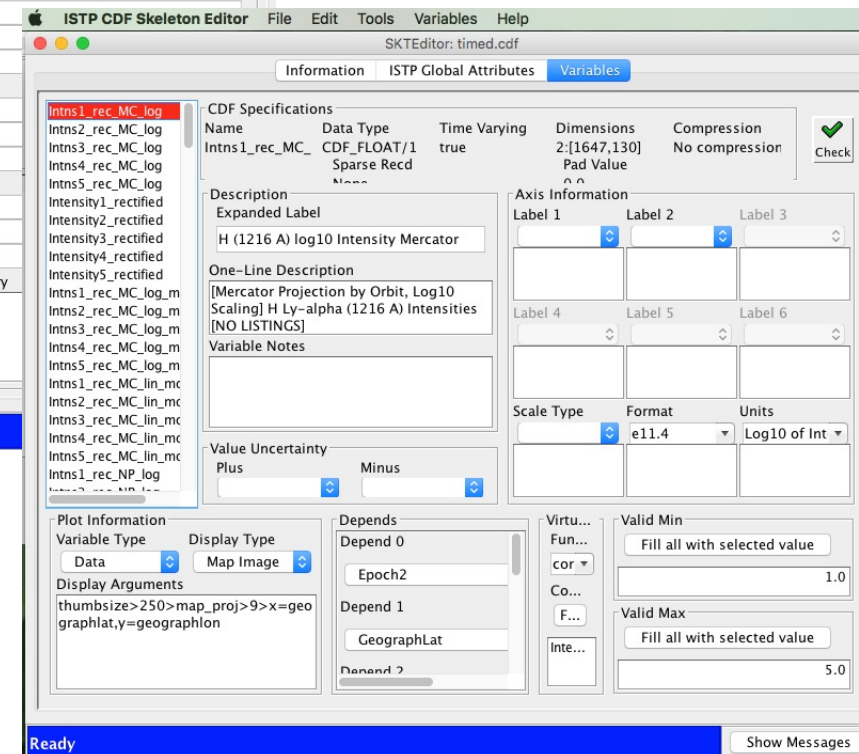 ISTP CDF Skeleton Editor File Edit Tools Variables Help
SKTEditor: timed.cdf
Information ISTP Global Attributes Variables
Intns1_rec_MC_log
Intns2_rec_MC_log
Intns3_rec_MC_log
Intns4_rec_MC_log
Intns5_rec_MC_log
Intensity1_rectified
Intensity2_rectified
Intensity3_rectified
Intensity4_rectified
Intensity5_rectified
Intns1_rec_MC_log_m
Intns2_rec_MC_log_m
Intns3_rec_MC_log_m
Intns4_rec_MC_log_m
Intns5_rec_MC_log_m
Intns1_rec_MC_lin_mc
Intns2_rec_MC_lin_mc
Intns3_rec_MC_lin_mc
Intns4_rec_MC_lin_mc
Intns5_rec_MC_lin_mc
Intns1_rec_NP_log
CDF Specifications
Name Data Type Time Varying Dimensions Compression
Intns1_rec_MC_ CDF_FLOAT/1 true 2:[1647,130] No compression
Sparse Recd Pad Value
None 0.0
Check
Description
Expanded Label
H (1216 A) log10 Intensity Mercator
One-Line Description
[Mercator Projection by Orbit, Log10
Scaling] H Ly-alpha (1216 A) Intensities
[NO LISTINGS]
Variable Notes
Value Uncertainty
Plus Minus
Axis Information
Label 1 Label 2 Label 3
Label 4 Label 5 Label 6
Scale Type Format Units
e11.4 Log10 of Int
Plot Information
Variable Type Display Type
Data Map Image
Display Arguments
thumbsize>250>map_proj>9>x=geo
graphlat,y=geographlon
Depends
Depend 0
Epoch2
Depend 1
GeographLat
Depend 2
Virtu...
Fun...
cor
Co...
F...
Inte...
Valid Min
Fill all with selected value
1.0
Valid Max
Fill all with selected value
5.0
Ready
Show Messages